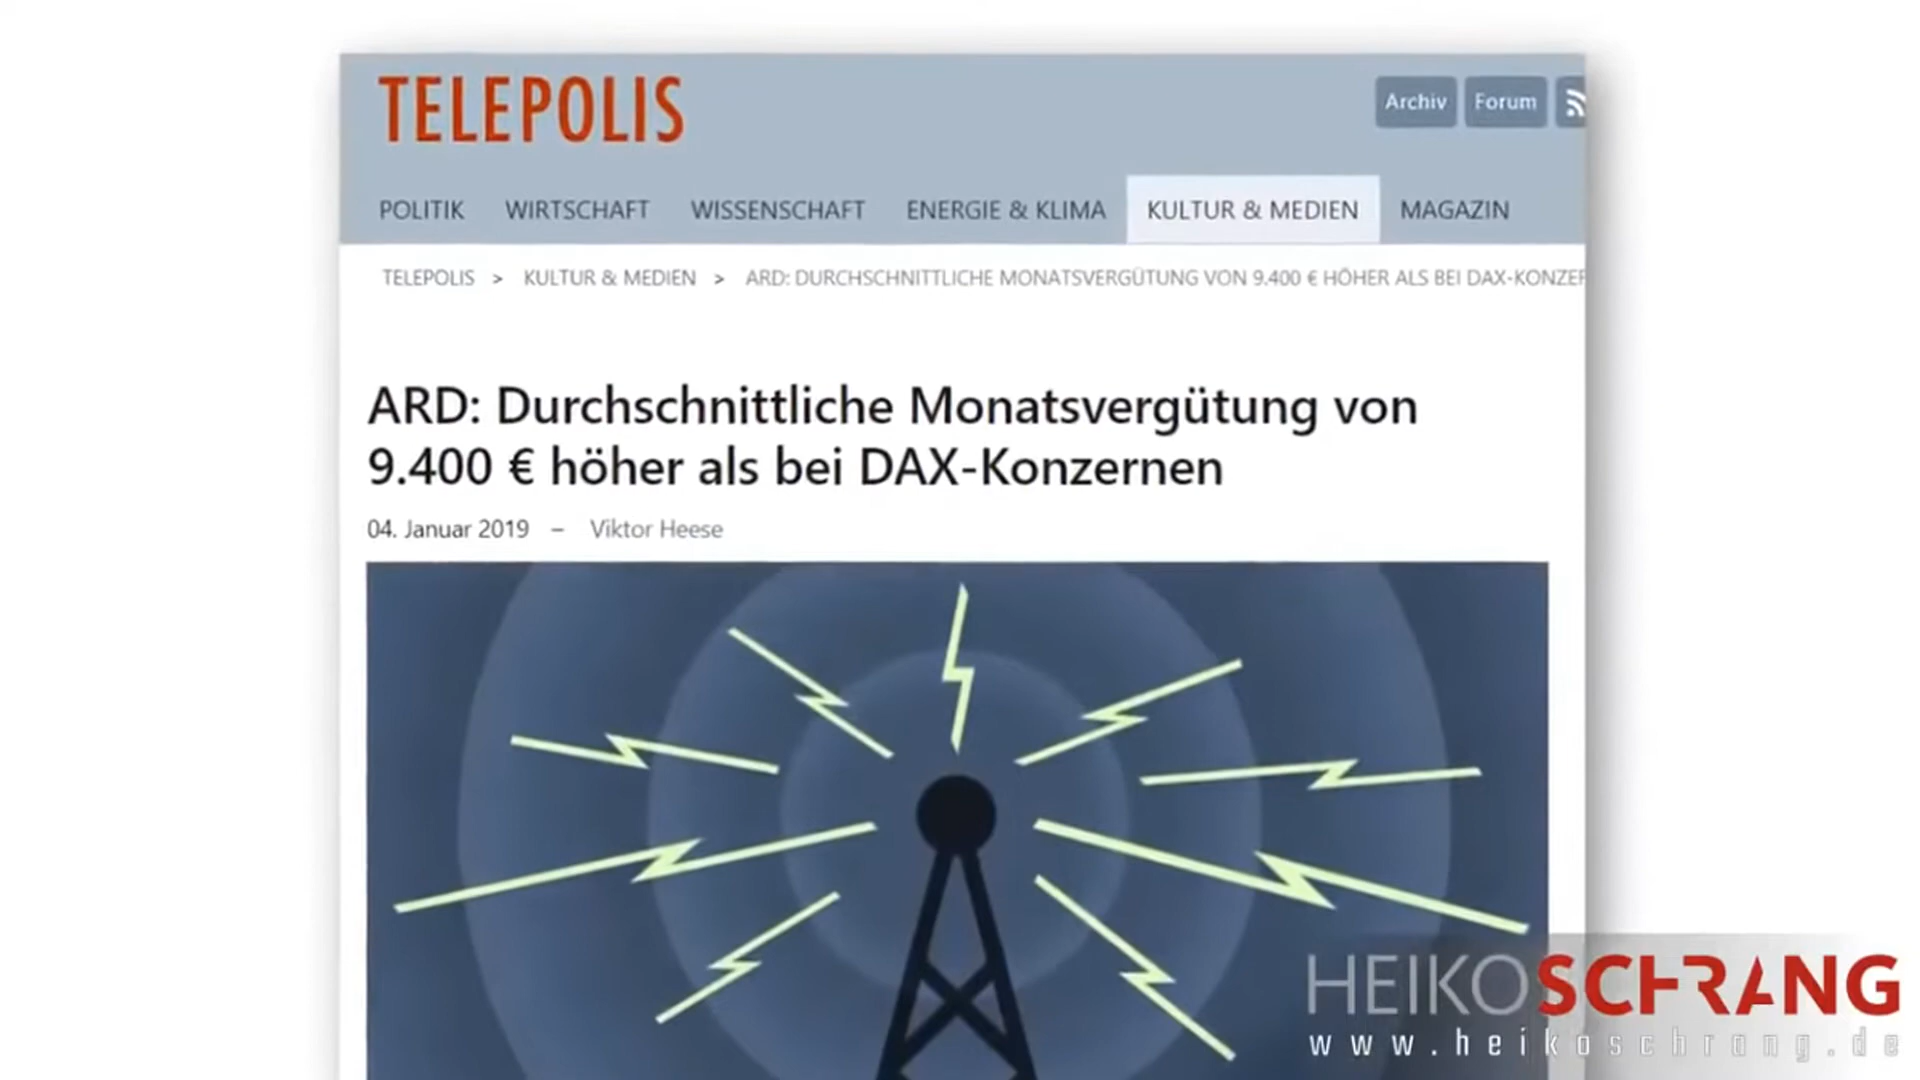 TELEPOLIS
Archiv Forum
POLITIK WIRTSCHAFT WISSENSCHAFT ENERGIE & KLIMA KULTUR & MEDIEN MAGAZIN
TELEPOLIS > KULTUR & MEDIEN > ARD: DURCHSCHNITTLICHE MONATSVERGÜTUNG VON 9.400 € HÖHER ALS BEI DAX-KONZER
ARD: Durchschnittliche Monatsvergütung von
9.400 € höher als bei DAX-Konzernen
04. Januar 2019 – Viktor Heese
HEIKOSCHRANG
www.heikoschrang.de